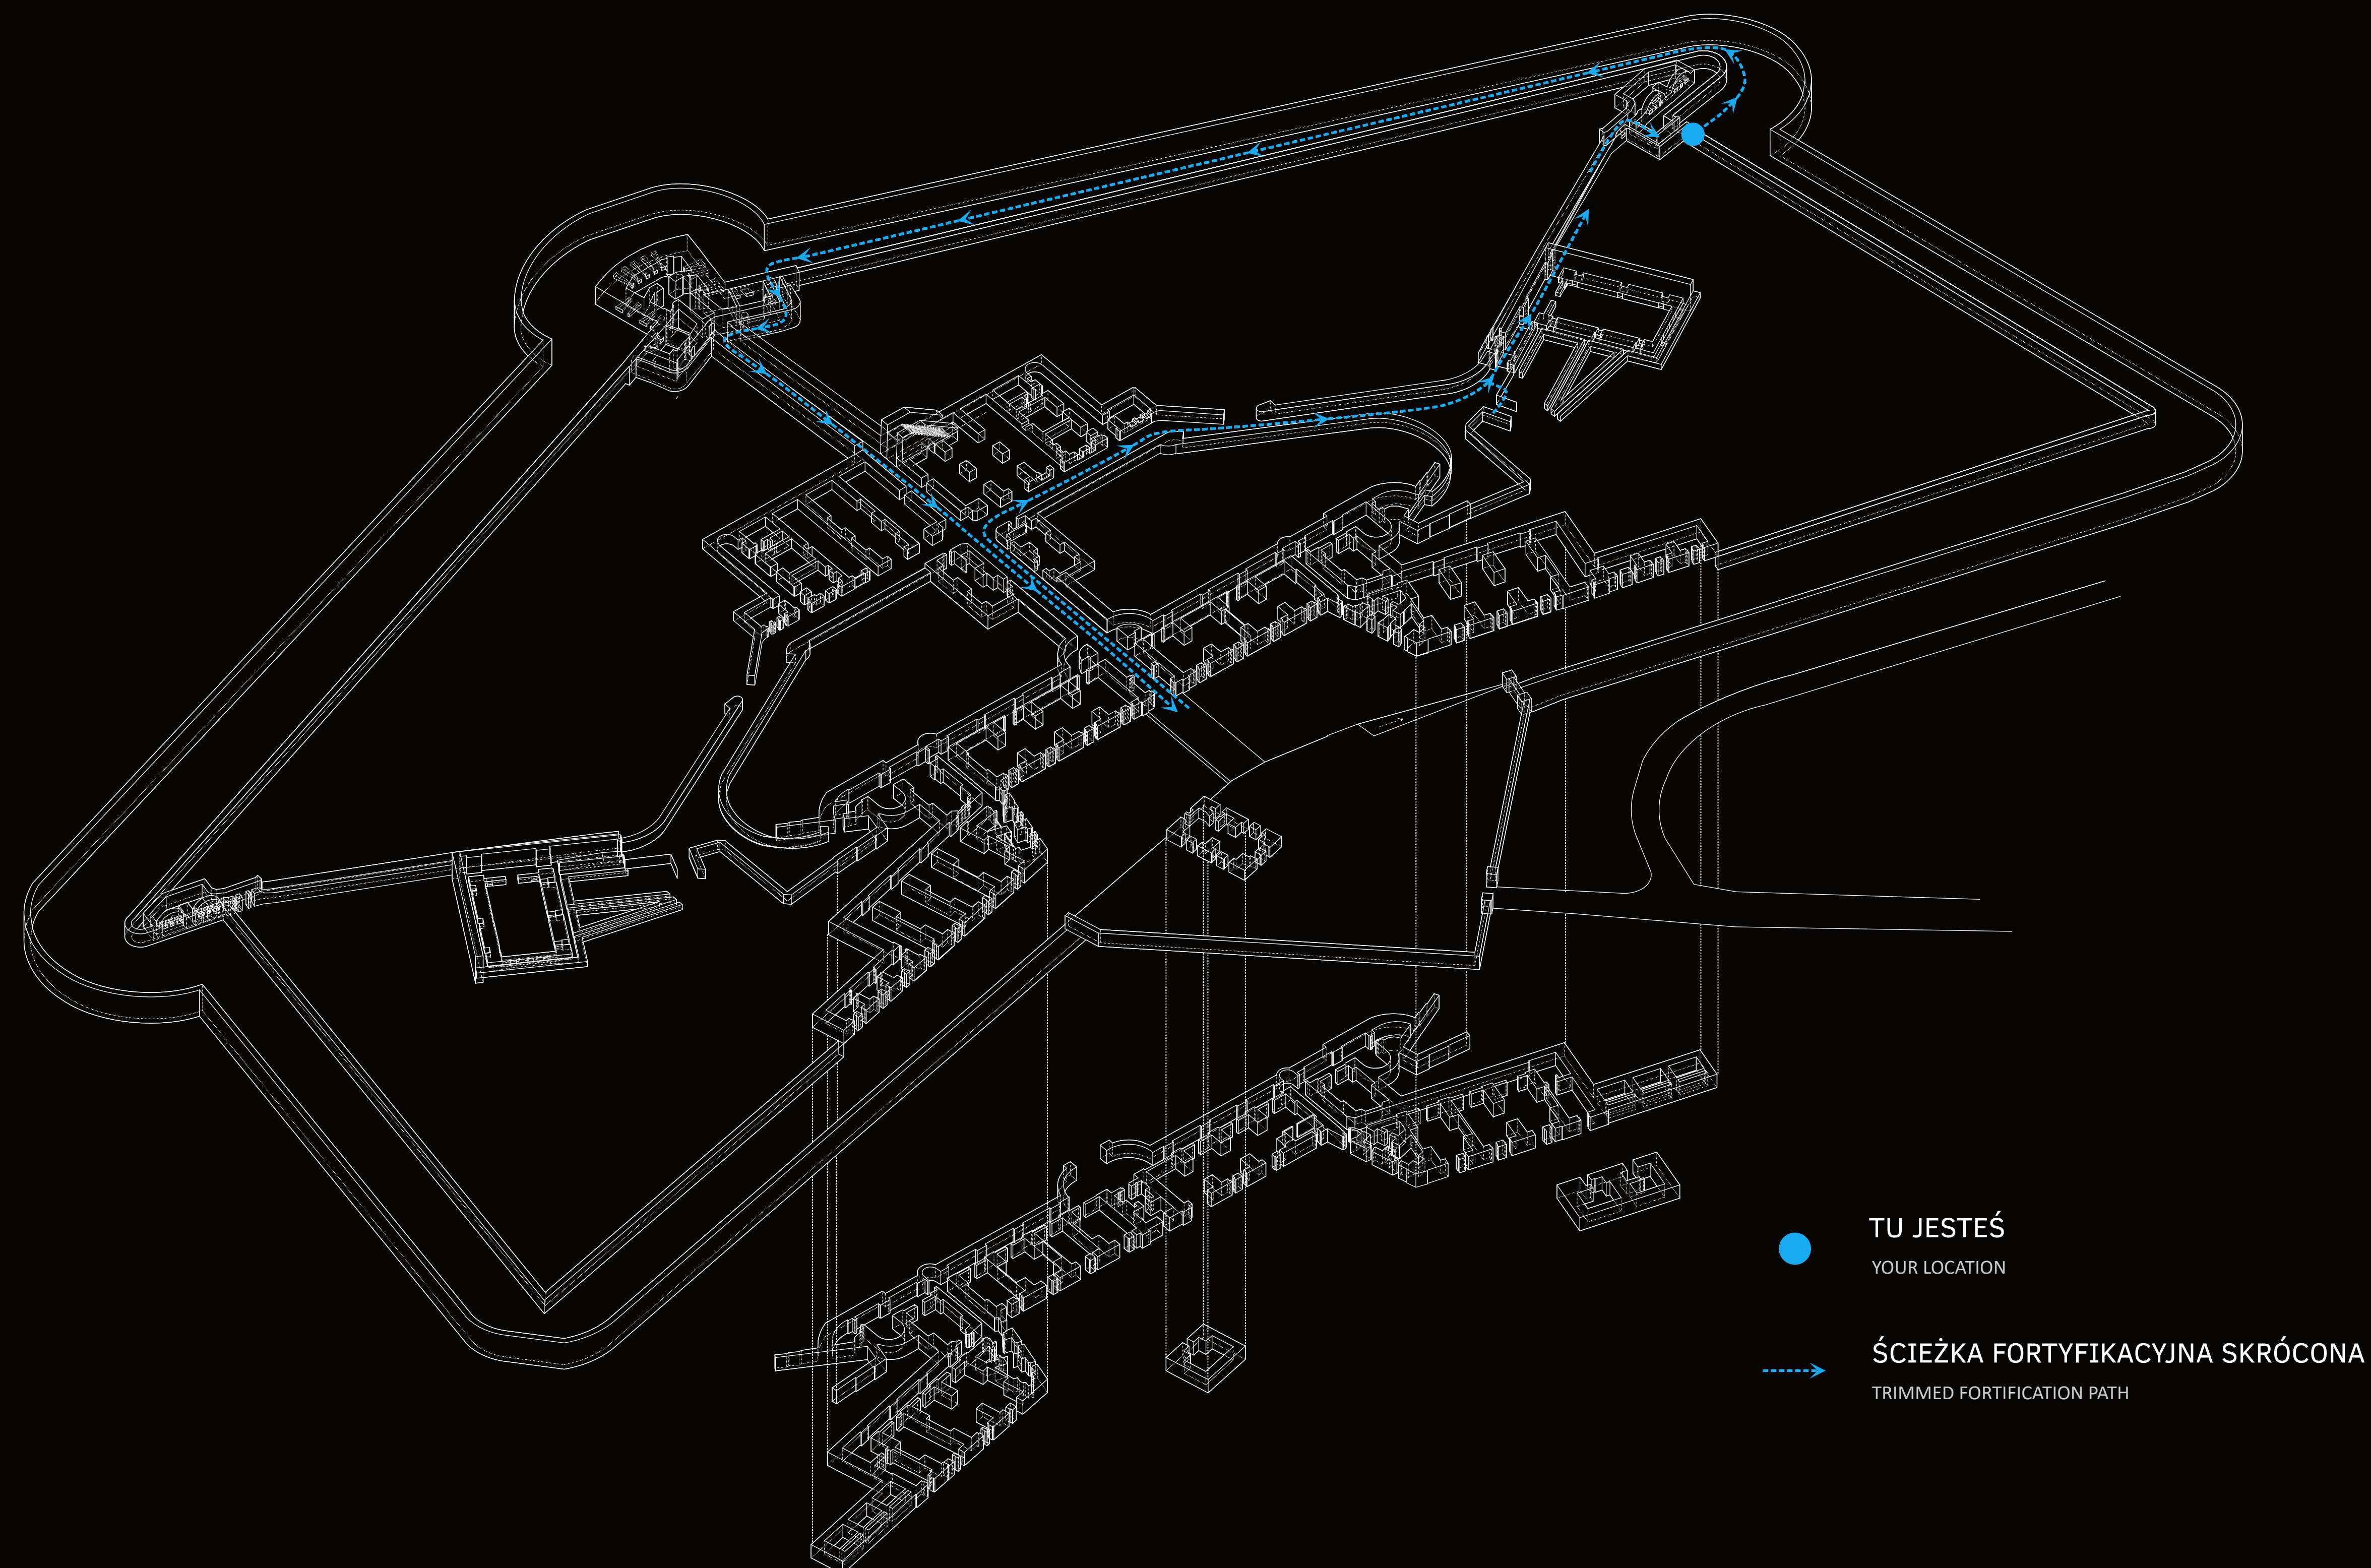 TU JESTEŚ
YOUR LOCATION
ŚCIEŻKA FORTYFIKACYJNA SKRÓCONA
TRIMMED FORTIFICATION PATH